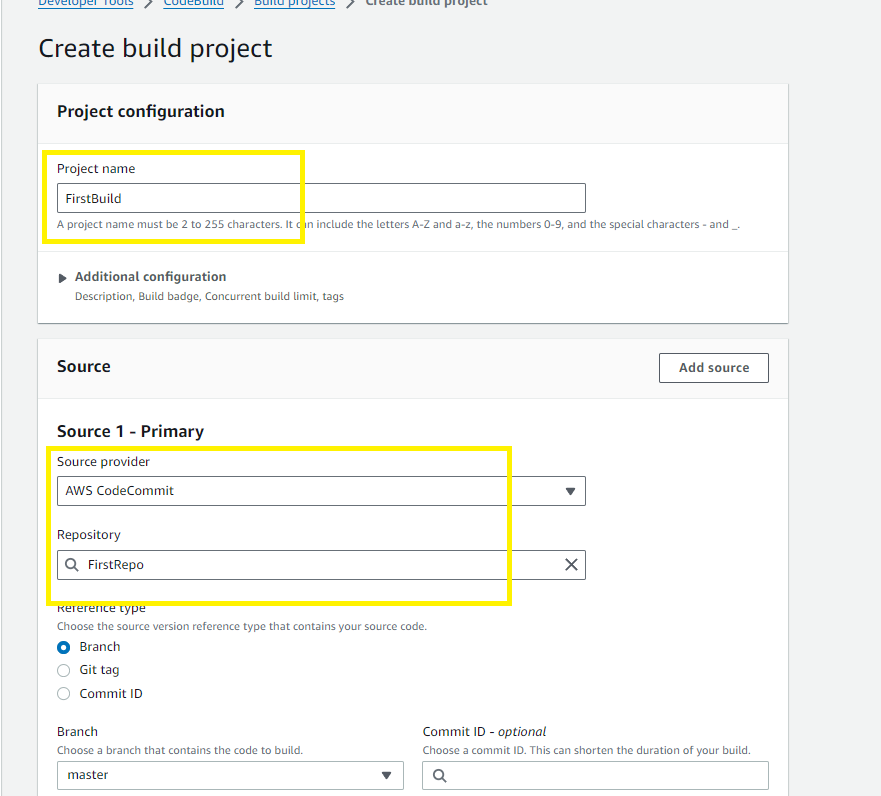 Developer Tools > CodeBuild > Build projects > Create build project
Create build project
Project configuration
Project name
FirstBuild
A project name must be 2 to 255 characters. It can include the letters A-Z and a-z, the numbers 0-9, and the special characters - and _.
Additional configuration
Description, Build badge, Concurrent build limit, tags
Source
Add source
Source 1 - Primary
Source provider
AWS CodeCommit
Repository
FirstRepo
Reference type
Choose the source version reference type that contains your source code.
Branch
Git tag
Commit ID
Branch
Choose a branch that contains the code to build.
master
Commit ID - optional
Choose a commit ID. This can shorten the duration of your build.